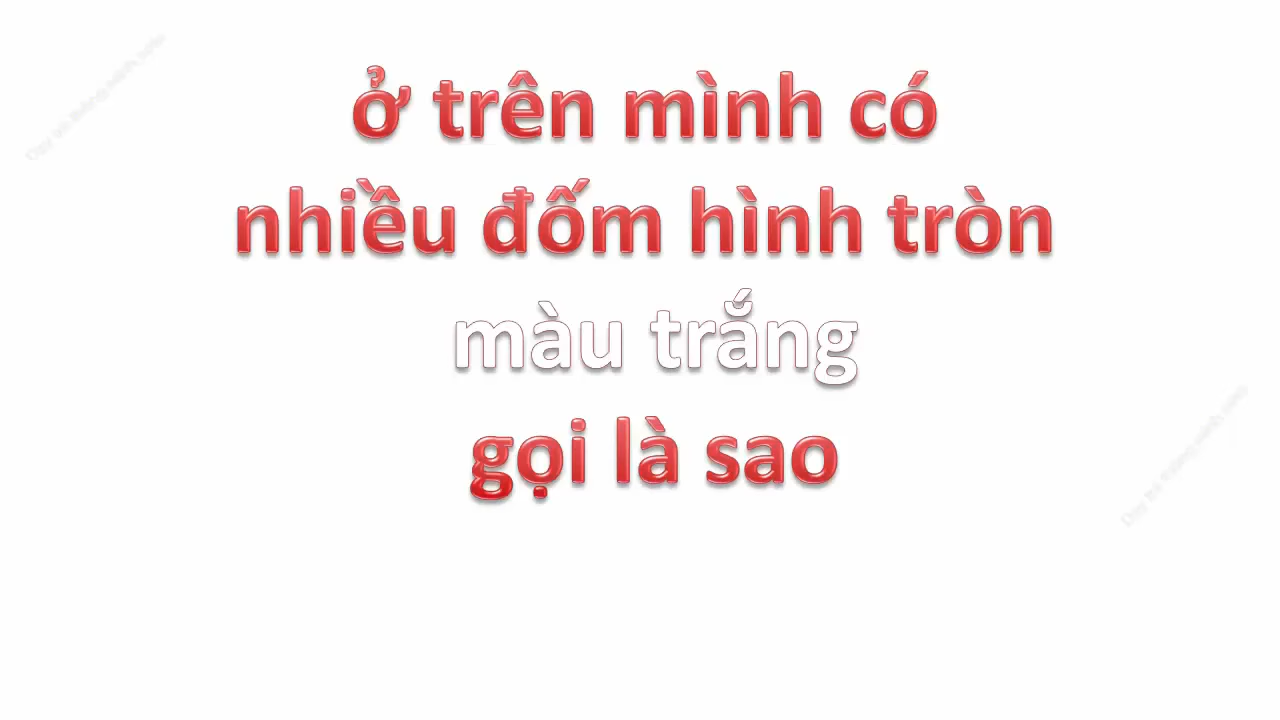 ở trên mình có
nhiều đốm hình tròn
màu trắng
gọi là sao